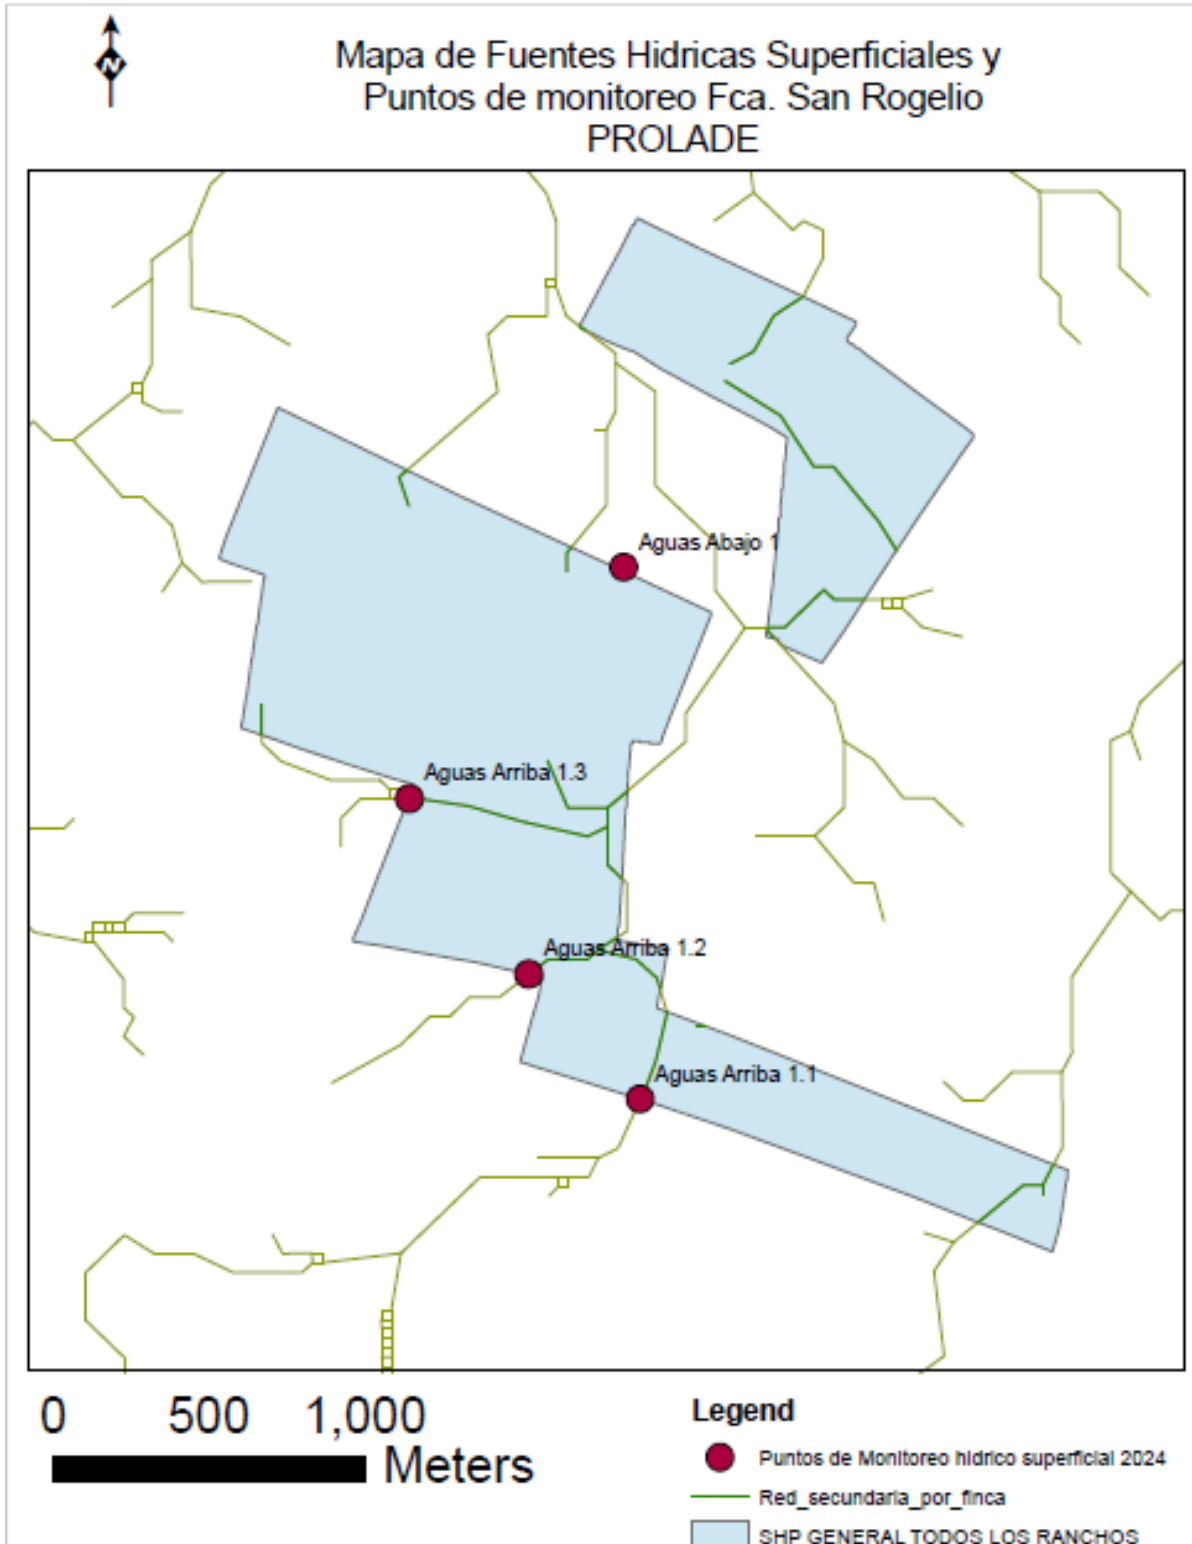 N
Mapa de Fuentes Hidricas Superficiales y
Puntos de monitoreo Fca. San Rogelio
PROLADE
Aguas Abajo 1
Aguas Arriba 1.3
Aguas Arriba 1.2
Aguas Arriba 1.1
0 500 1,000
Meters
Legend
Puntos de Monitoreo hidrico superficial 2024
Red_secundaria_por_finca
SHP GENERAL TODOS LOS RANCHOS